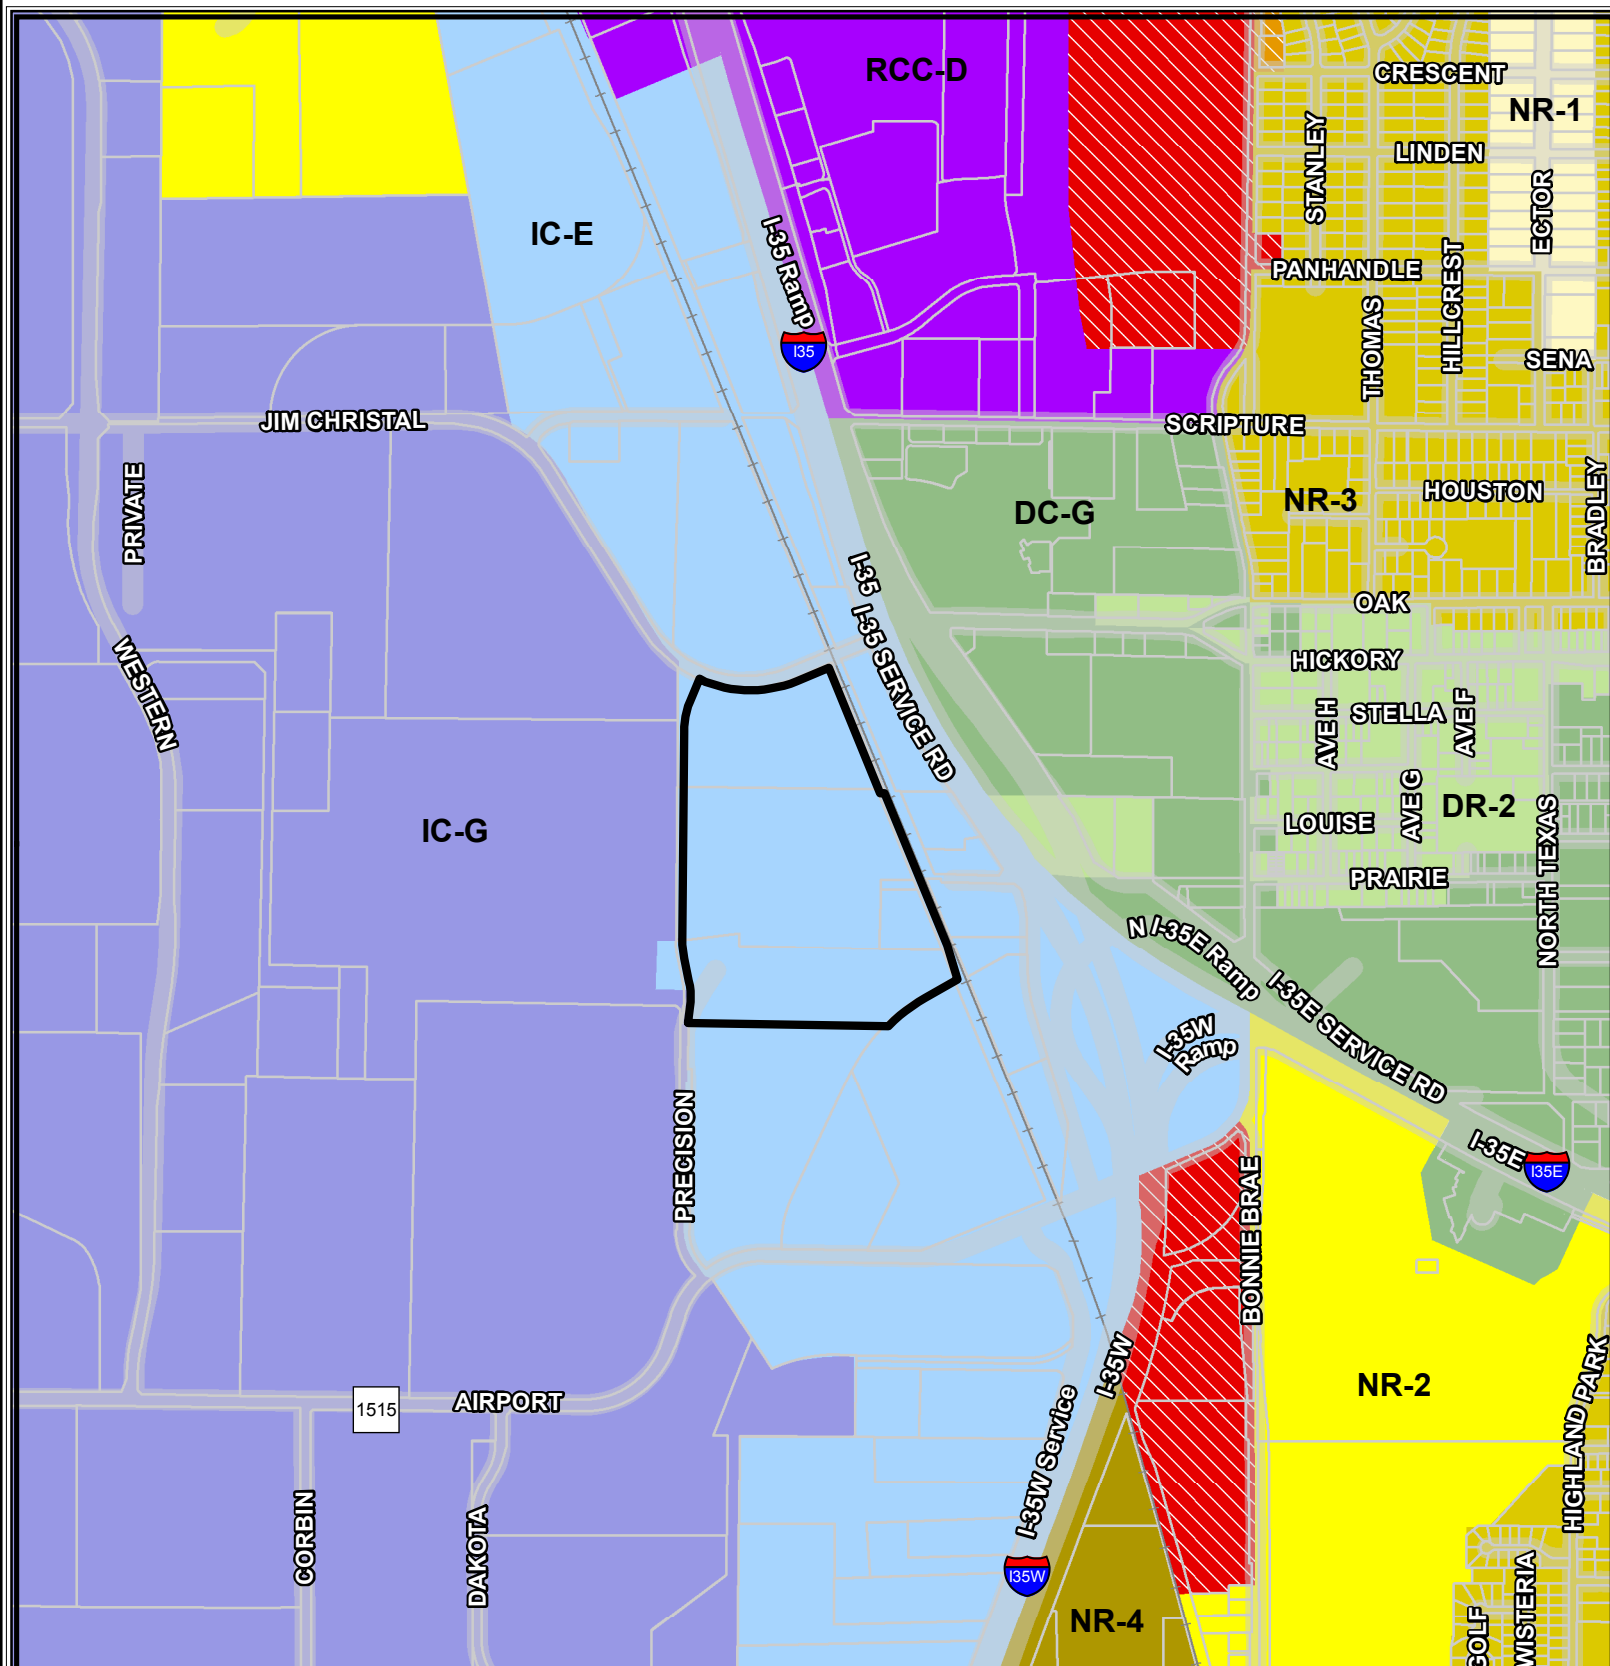 RCC-D
CRESCENT
NR-1
STANLEY
LINDEN
ECTOR
IC-E
I-35 Ramp
PANHANDLE
HILLCREST
THOMAS
I35
SENA
JIM CHRISTAL
SCRIPTURE
PRIVATE
DC-G
NR-3
HOUSTON
BRADLEY
I-35
OAK
I-35 SERVICE RD
HICKORY
WESTERN
AVE H
STELLA
AVE F
AVE G
DR-2
IC-G
LOUISE
NORTH TEXAS
PRAIRIE
N I-35E Ramp
I-35E SERVICE RD
I-35W
Ramp
PRECISION
I-35E
I35E
BONNIE BRAE
I-35W
NR-2
HIGHLAND PARK
1515
AIRPORT
I-35W Service
CORBIN
DAKOTA
I35W
NR-4
GOLF
WISTERIA